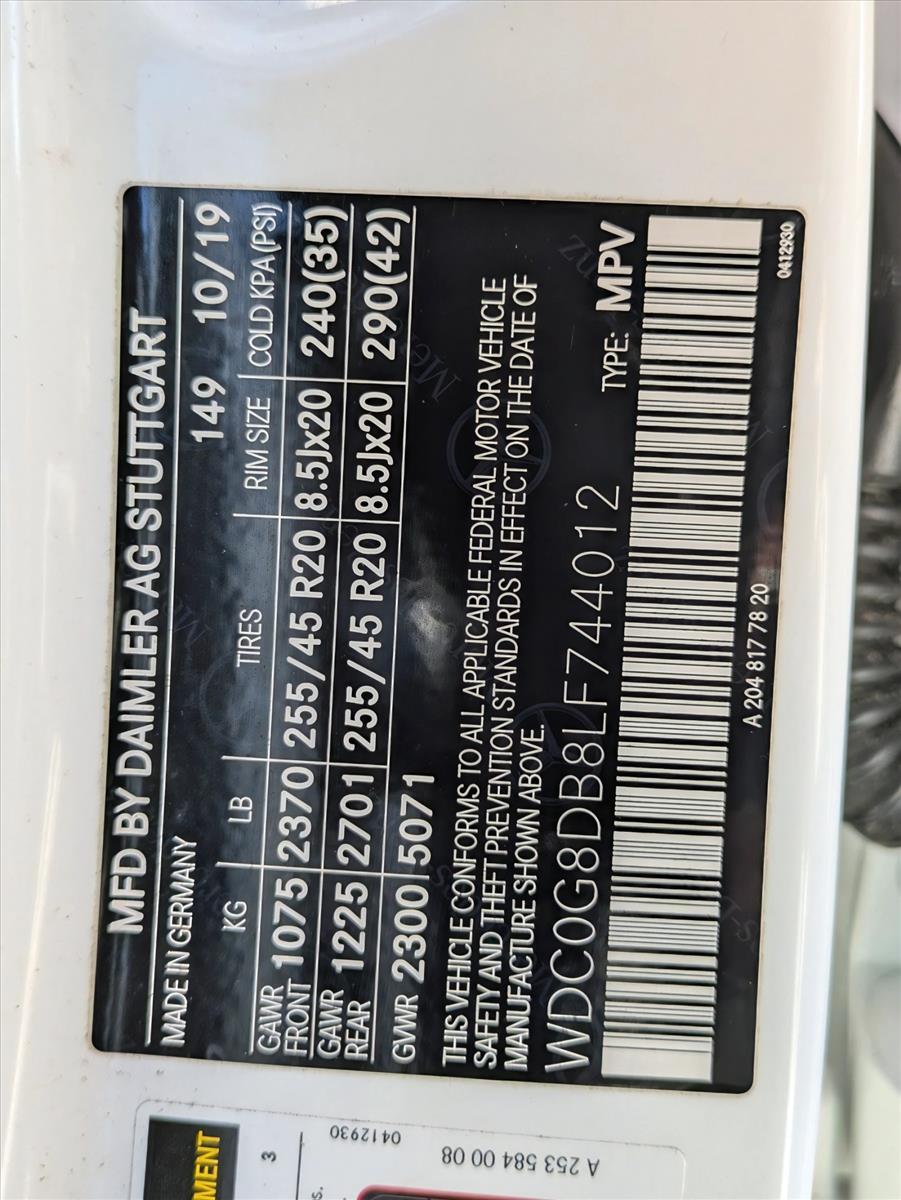 MFD BY DAIMLER AG STUTTGART
MADE IN GERMANY 149 10/19
KG LB TIRES RIM SIZE COLD KPA (PSI)
GAWR FRONT 1075 2370 255/45 R20 8.5Jx20 240(35)
GAWR REAR 1225 2701 255/45 R20 8.5Jx20 290(42)
GVWR 2300 5071
THIS VEHICLE CONFORMS TO ALL APPLICABLE FEDERAL MOTOR VEHICLE
SAFETY AND THEFT PREVENTION STANDARDS IN EFFECT ON THE DATE OF
MANUFACTURE SHOWN ABOVE.
WDC0G8DB8LF744012 TYPE: MPV
A 204 817 78 20 0412930
0412930
A 253 584 00 08
MENT
3
s.